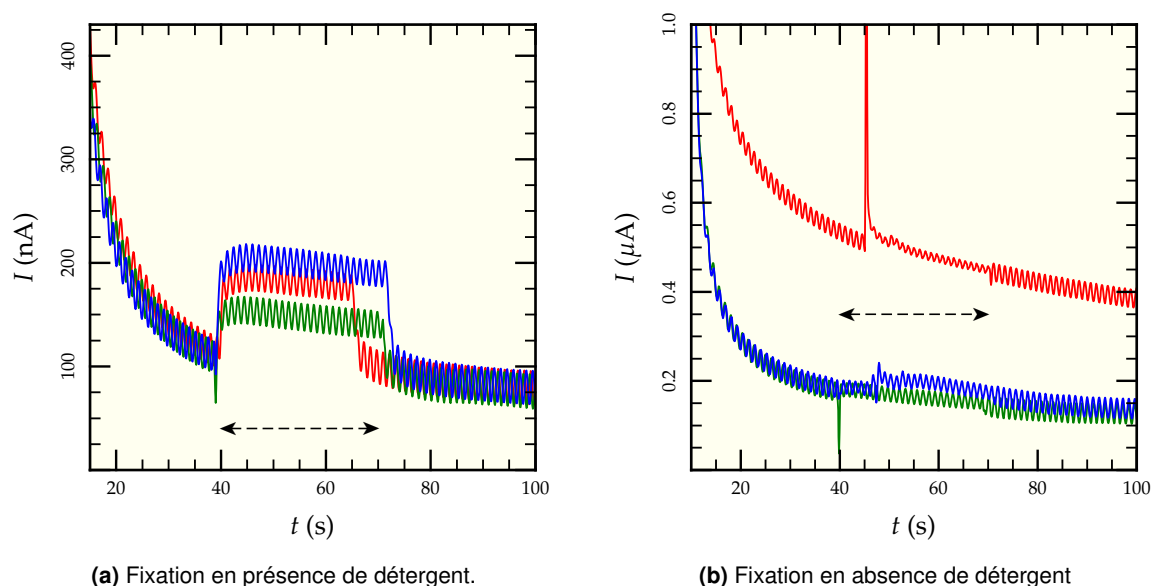 400
300
200
100
I (nA)
20 40 60 80 100
t (s)
(a) Fixation en présence de détergent.
1.0
0.8
0.6
0.4
0.2
I (μA)
20 40 60 80 100
t (s)
(b) Fixation en absence de détergent